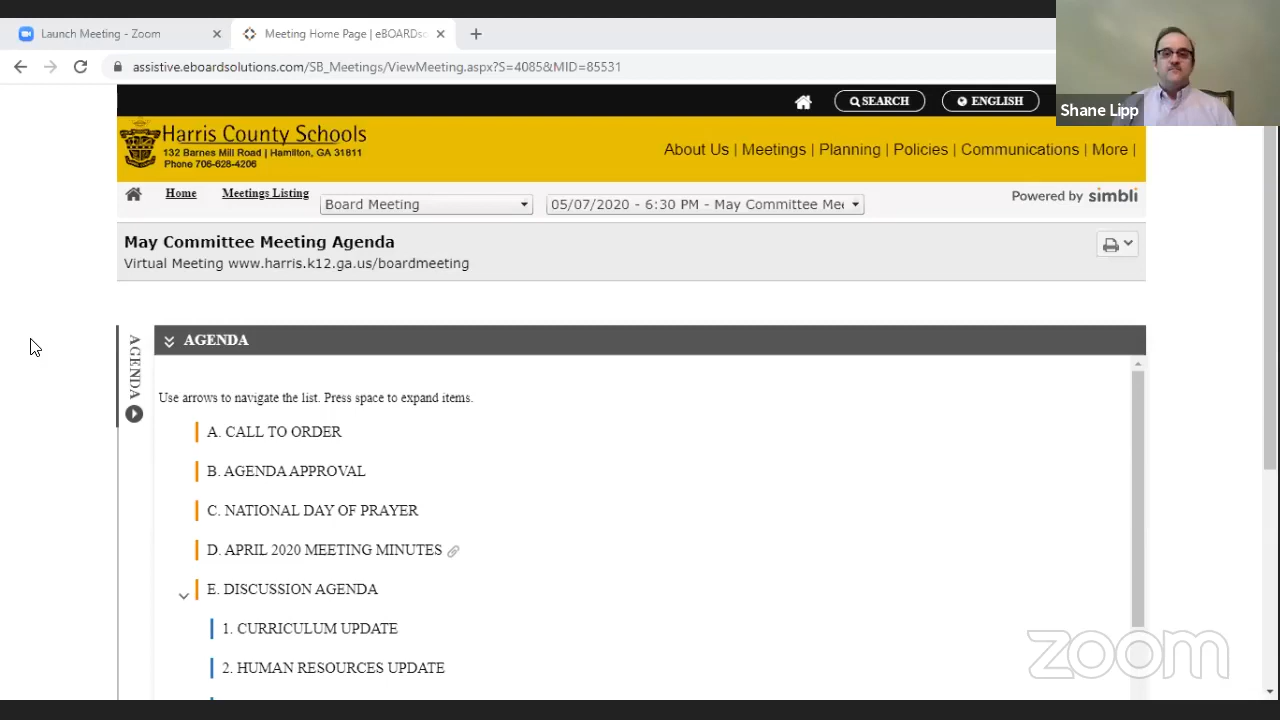 Launch Meeting - Zoom
Meeting Home Page | eBOARDso
assistive.eboardsolutions.com/SB_Meetings/ViewMeeting.aspx?S=4085&MID=85531
Shane Lipp
SEARCH
ENGLISH
Harris County Schools
132 Barnes Mill Road | Hamilton, GA 31811
Phone 706-628-4206
About Us | Meetings | Planning | Policies | Communications | More |
Home
Meetings Listing
Board Meeting
05/07/2020 - 6:30 PM - May Committee Mee
Powered by simbli
May Committee Meeting Agenda
Virtual Meeting www.harris.k12.ga.us/boardmeeting
AGENDA
AGENDA
Use arrows to navigate the list. Press space to expand items.
A. CALL TO ORDER
B. AGENDA APPROVAL
C. NATIONAL DAY OF PRAYER
D. APRIL 2020 MEETING MINUTES
E. DISCUSSION AGENDA
1. CURRICULUM UPDATE
2. HUMAN RESOURCES UPDATE
zoom